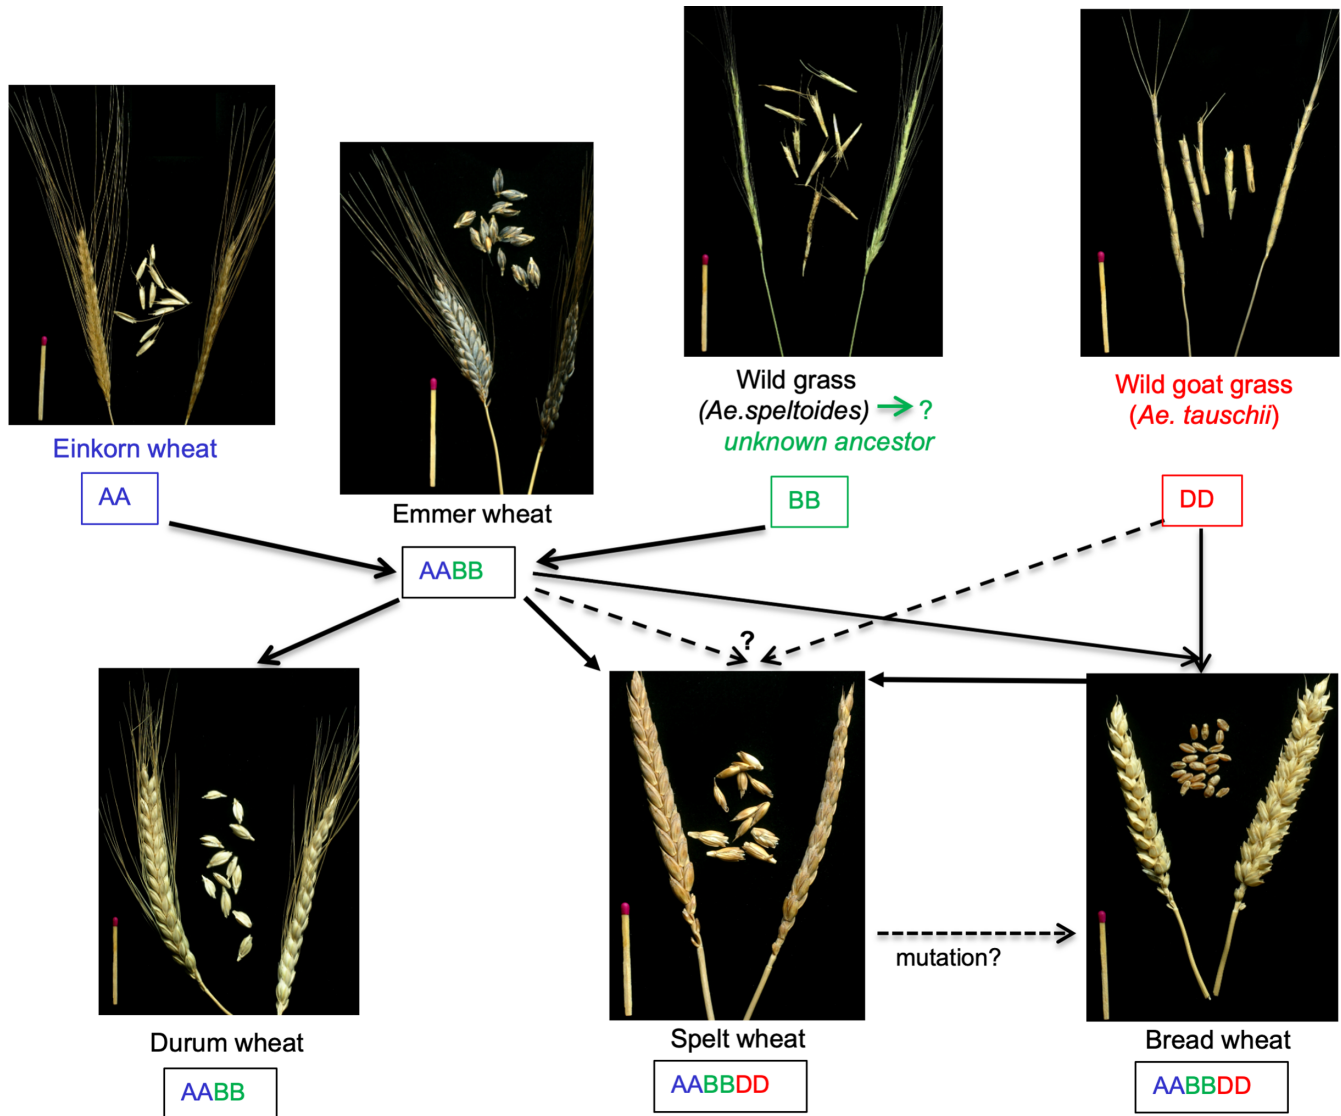 Einkorn wheat
AA
Emmer wheat
AABB
Wild grass
(Ae.speltoides) → ?
unknown ancestor
BB
Wild goat grass
(Ae. tauschii)
DD
?
mutation?
Durum wheat
AABB
Spelt wheat
AABBDD
Bread wheat
AABBDD